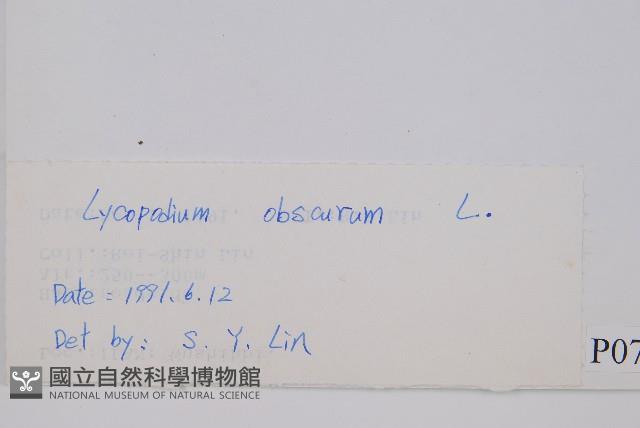 Lycopodium obscurum L.
Date: 1991.6.12
Det by: S. Y. Lin
P07
國立自然科學博物館
NATIONAL MUSEUM OF NATURAL SCIENCE